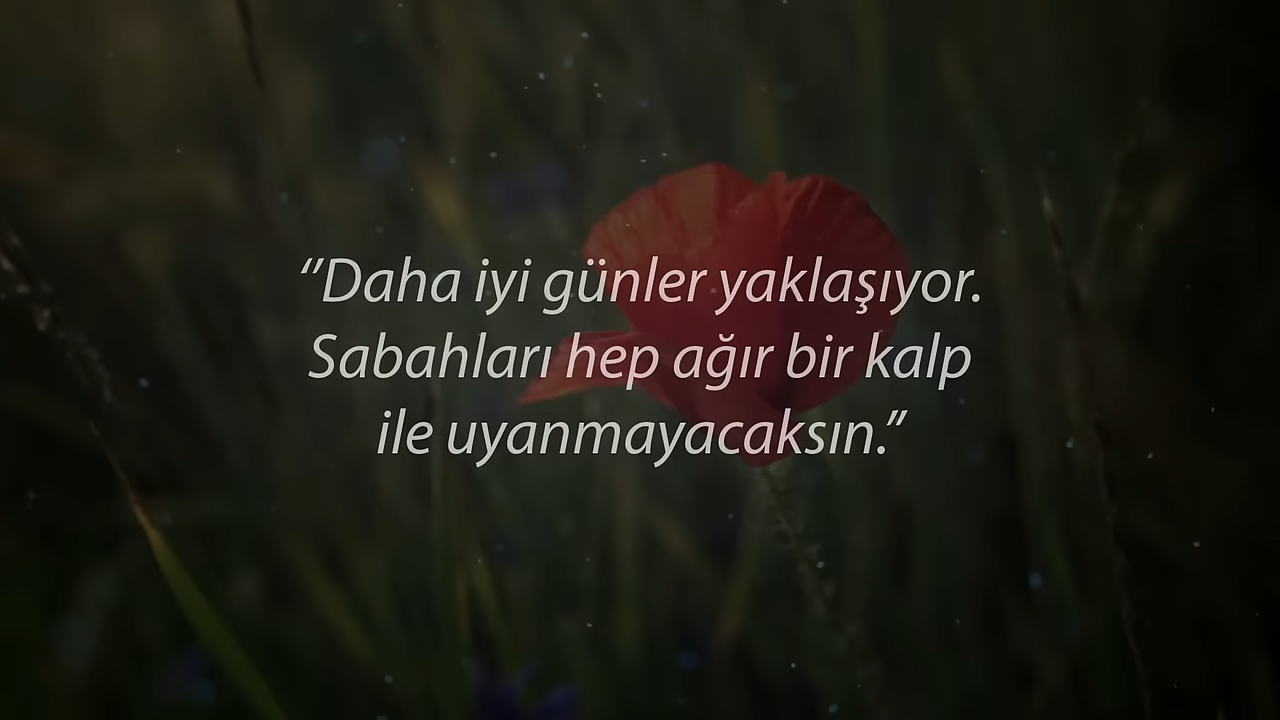 “Daha iyi günler yaklaşıyor.
Sabahları hep ağır bir kalp
ile uyanmayacaksın.”